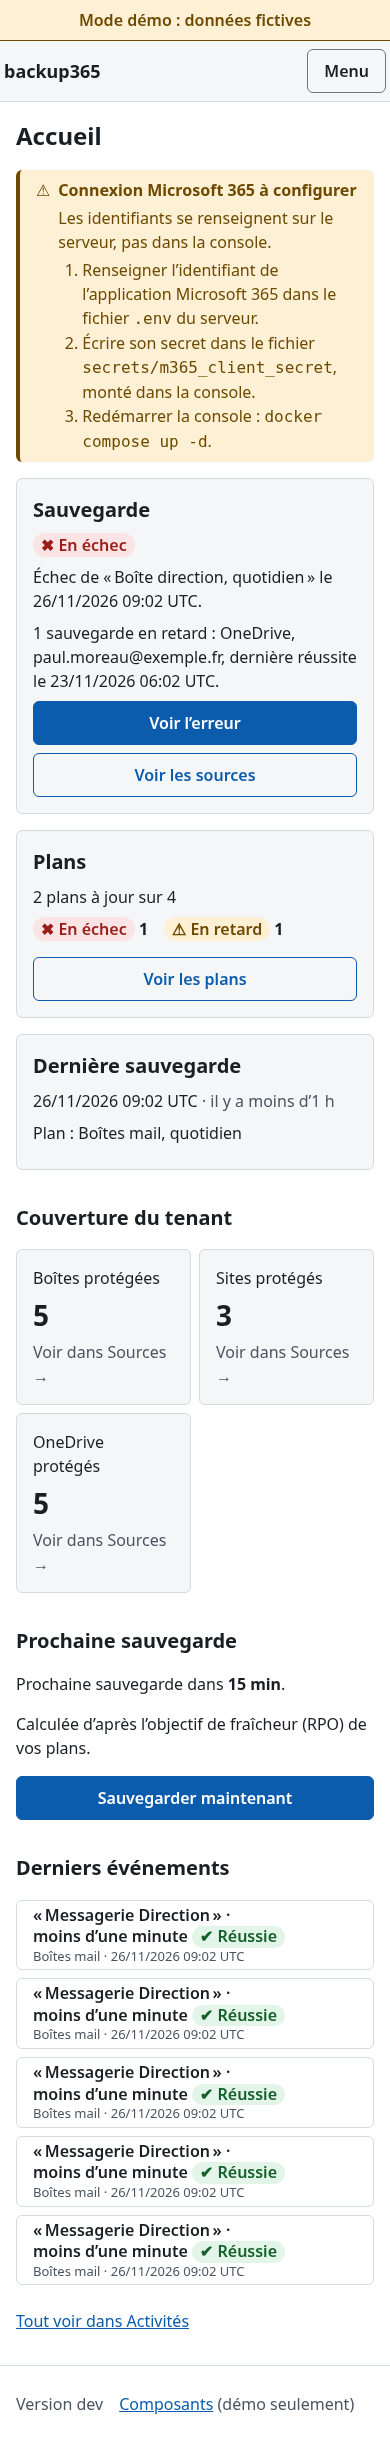 Mode démo : données fictives
backup365
Menu
Accueil
⚠ Connexion Microsoft 365 à configurer
Les identifiants se renseignent sur le
serveur, pas dans la console.
1. Renseigner l’identifiant de
l’application Microsoft 365 dans le
fichier .env du serveur.
2. Écrire son secret dans le fichier
secrets/m365_client_secret,
monté dans la console.
3. Redémarrer la console : docker
compose up -d.
Sauvegarde
✖ En échec
Échec de « Boîte direction, quotidien » le
26/11/2026 09:02 UTC.
1 sauvegarde en retard : OneDrive,
paul.moreau@exemple.fr, dernière réussite
le 23/11/2026 06:02 UTC.
Voir l’erreur
Voir les sources
Plans
2 plans à jour sur 4
✖ En échec 1 ⚠ En retard 1
Voir les plans
Dernière sauvegarde
26/11/2026 09:02 UTC · il y a moins d’1 h
Plan : Boîtes mail, quotidien
Couverture du tenant
Boîtes protégées
5
Voir dans Sources
→
Sites protégés
3
Voir dans Sources
→
OneDrive
protégés
5
Voir dans Sources
→
Prochaine sauvegarde
Prochaine sauvegarde dans 15 min.
Calculée d’après l’objectif de fraîcheur (RPO) de
vos plans.
Sauvegarder maintenant
Derniers événements
« Messagerie Direction » ·
moins d’une minute ✔ Réussie
Boîtes mail · 26/11/2026 09:02 UTC
« Messagerie Direction » ·
moins d’une minute ✔ Réussie
Boîtes mail · 26/11/2026 09:02 UTC
« Messagerie Direction » ·
moins d’une minute ✔ Réussie
Boîtes mail · 26/11/2026 09:02 UTC
« Messagerie Direction » ·
moins d’une minute ✔ Réussie
Boîtes mail · 26/11/2026 09:02 UTC
« Messagerie Direction » ·
moins d’une minute ✔ Réussie
Boîtes mail · 26/11/2026 09:02 UTC
Tout voir dans Activités
Version dev Composants (démo seulement)